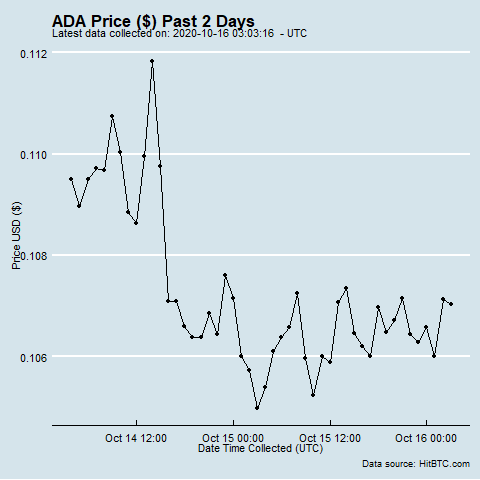 ADA Price ($) Past 2 Days
Latest data collected on: 2020-10-16 03:03:16 - UTC
0.112
0.110
0.108
0.106
Price USD ($)
Oct 14 12:00 Oct 15 00:00 Oct 15 12:00 Oct 16 00:00
Date Time Collected (UTC)
Data source: HitBTC.com